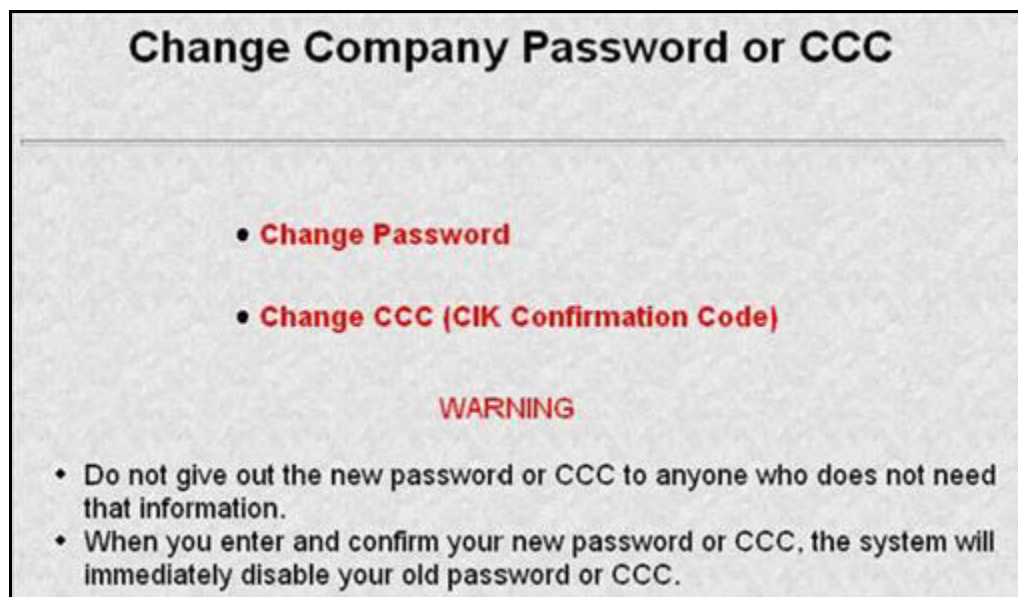 Change Company Password or CCC
• Change Password
• Change CCC (CIK Confirmation Code)
WARNING
• Do not give out the new password or CCC to anyone who does not need
that information.
• When you enter and confirm your new password or CCC, the system will
immediately disable your old password or CCC.